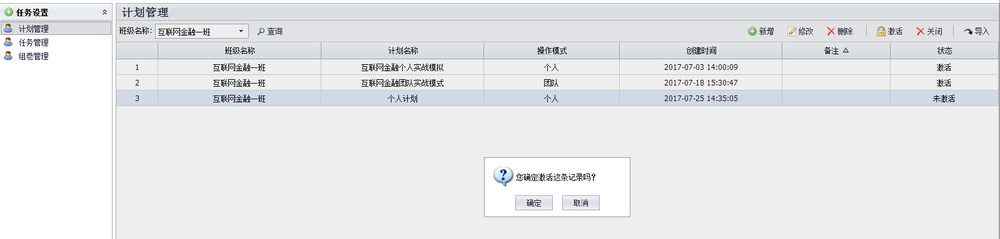 任务设置
计划管理
任务管理
组卷管理
计划管理
班级名称: 互联网金融一班 查询 新增 修改 删除 激活 关闭 导入
班级名称 计划名称 操作模式 创建时间 备注 状态
1 互联网金融一班 互联网金融个人实战模拟 个人 2017-07-03 14:00:09 激活
2 互联网金融一班 互联网金融团队实战模式 团队 2017-07-18 15:30:47 激活
3 互联网金融一班 个人计划 个人 2017-07-25 14:35:05 未激活
您确定激活这条记录吗?
确定 取消